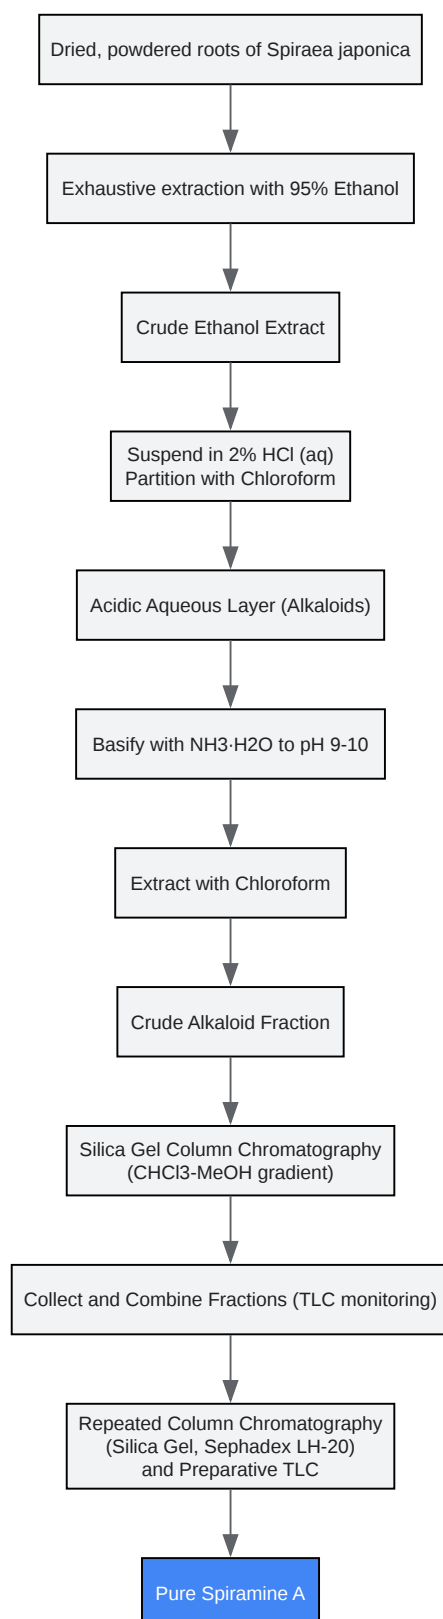 Dried, powdered roots of Spiraea japonica
Exhaustive extraction with 95% Ethanol
Crude Ethanol Extract
Suspend in 2% HCl (aq)
Partition with Chloroform
Acidic Aqueous Layer (Alkaloids)
Basify with NH3·H2O to pH 9-10
Extract with Chloroform
Crude Alkaloid Fraction
Silica Gel Column Chromatography
(CHCl3-MeOH gradient)
Collect and Combine Fractions (TLC monitoring)
Repeated Column Chromatography
(Silica Gel, Sephadex LH-20)
and Preparative TLC
Pure Spiramine A